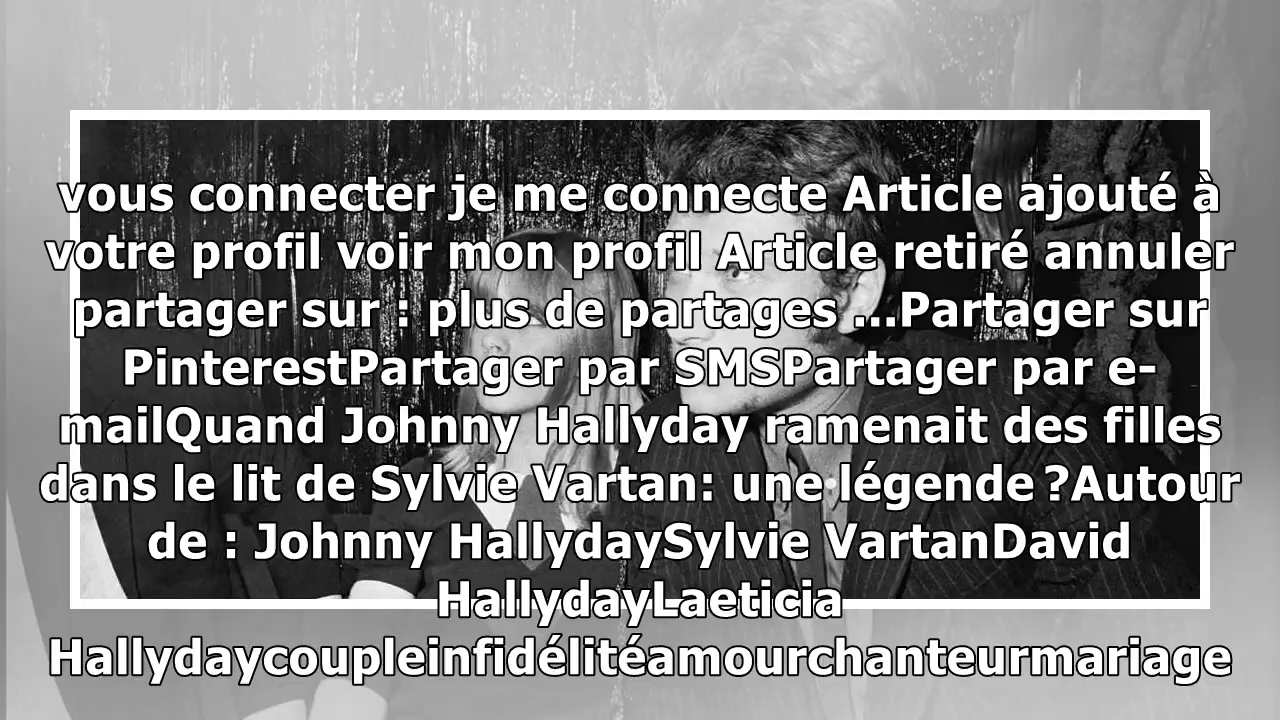 vous connecter je me connecte Article ajouté à
votre profil voir mon profil Article retiré annuler
partager sur : plus de partages ...Partager sur
PinterestPartager par SMSPartager par e-
mailQuand Johnny Hallyday ramenait des filles
dans le lit de Sylvie Vartan: une légende ?Autour
de : Johnny HallydaySylvie VartanDavid
HallydayLaeticia
Hallydaycoupleinfidélitéamourchanteurmariage